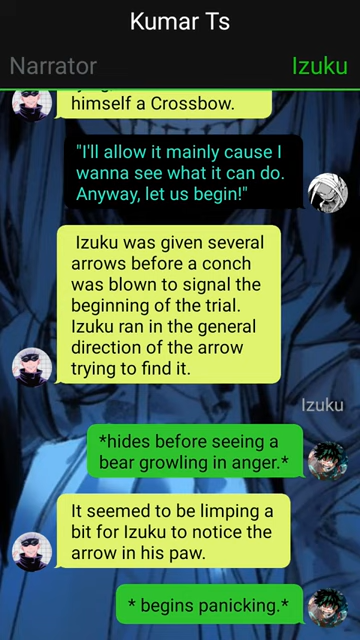 Kumar Ts
Narrator
Izuku
himself a Crossbow.
"I'll allow it mainly cause I
wanna see what it can do.
Anyway, let us begin!"
Izuku was given several
arrows before a conch
was blown to signal the
beginning of the trial.
Izuku ran in the general
direction of the arrow
trying to find it.
Izuku
*hides before seeing a
bear growling in anger.*
It seemed to be limping a
bit for Izuku to notice the
arrow in his paw.
* begins panicking.*